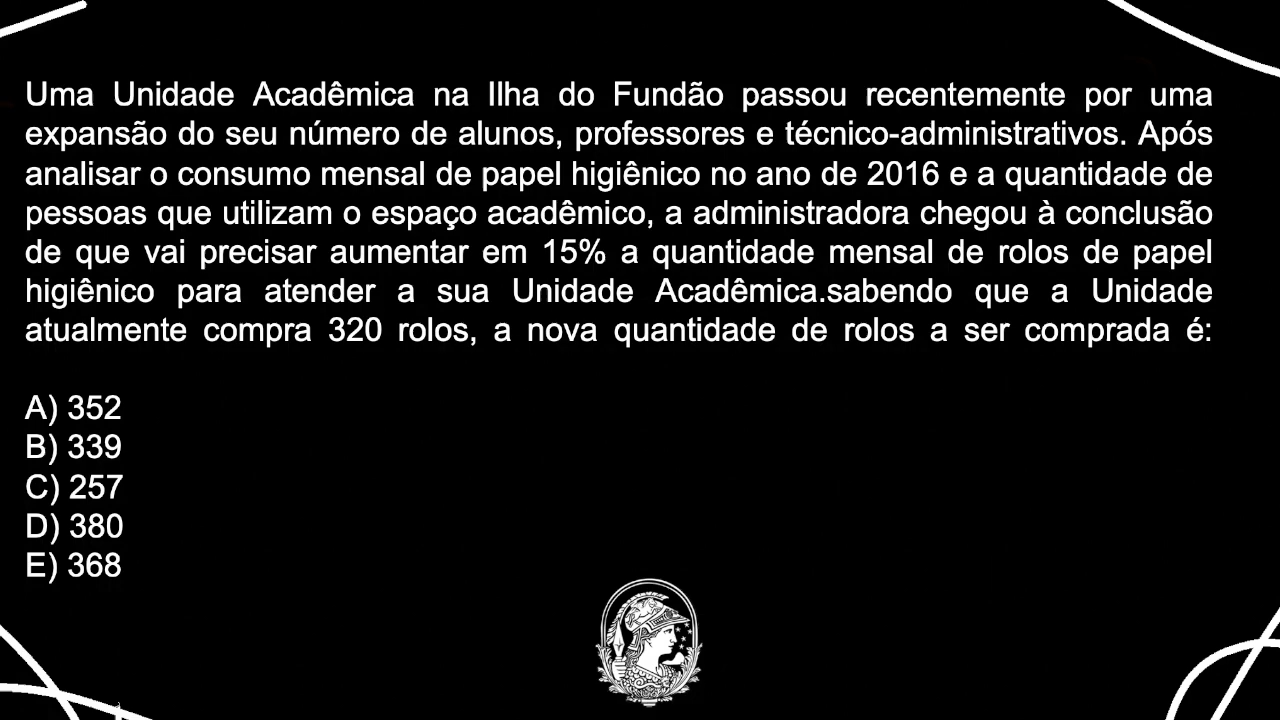 Uma Unidade Acadêmica na Ilha do Fundão passou recentemente por uma
expansão do seu número de alunos, professores e técnico-administrativos. Após
analisar o consumo mensal de papel higiênico no ano de 2016 e a quantidade de
pessoas que utilizam o espaço acadêmico, a administradora chegou à conclusão
de que vai precisar aumentar em 15% a quantidade mensal de rolos de papel
higiênico para atender a sua Unidade Acadêmica.sabendo que a Unidade
atualmente compra 320 rolos, a nova quantidade de rolos a ser comprada é:
A) 352
B) 339
C) 257
D) 380
E) 368